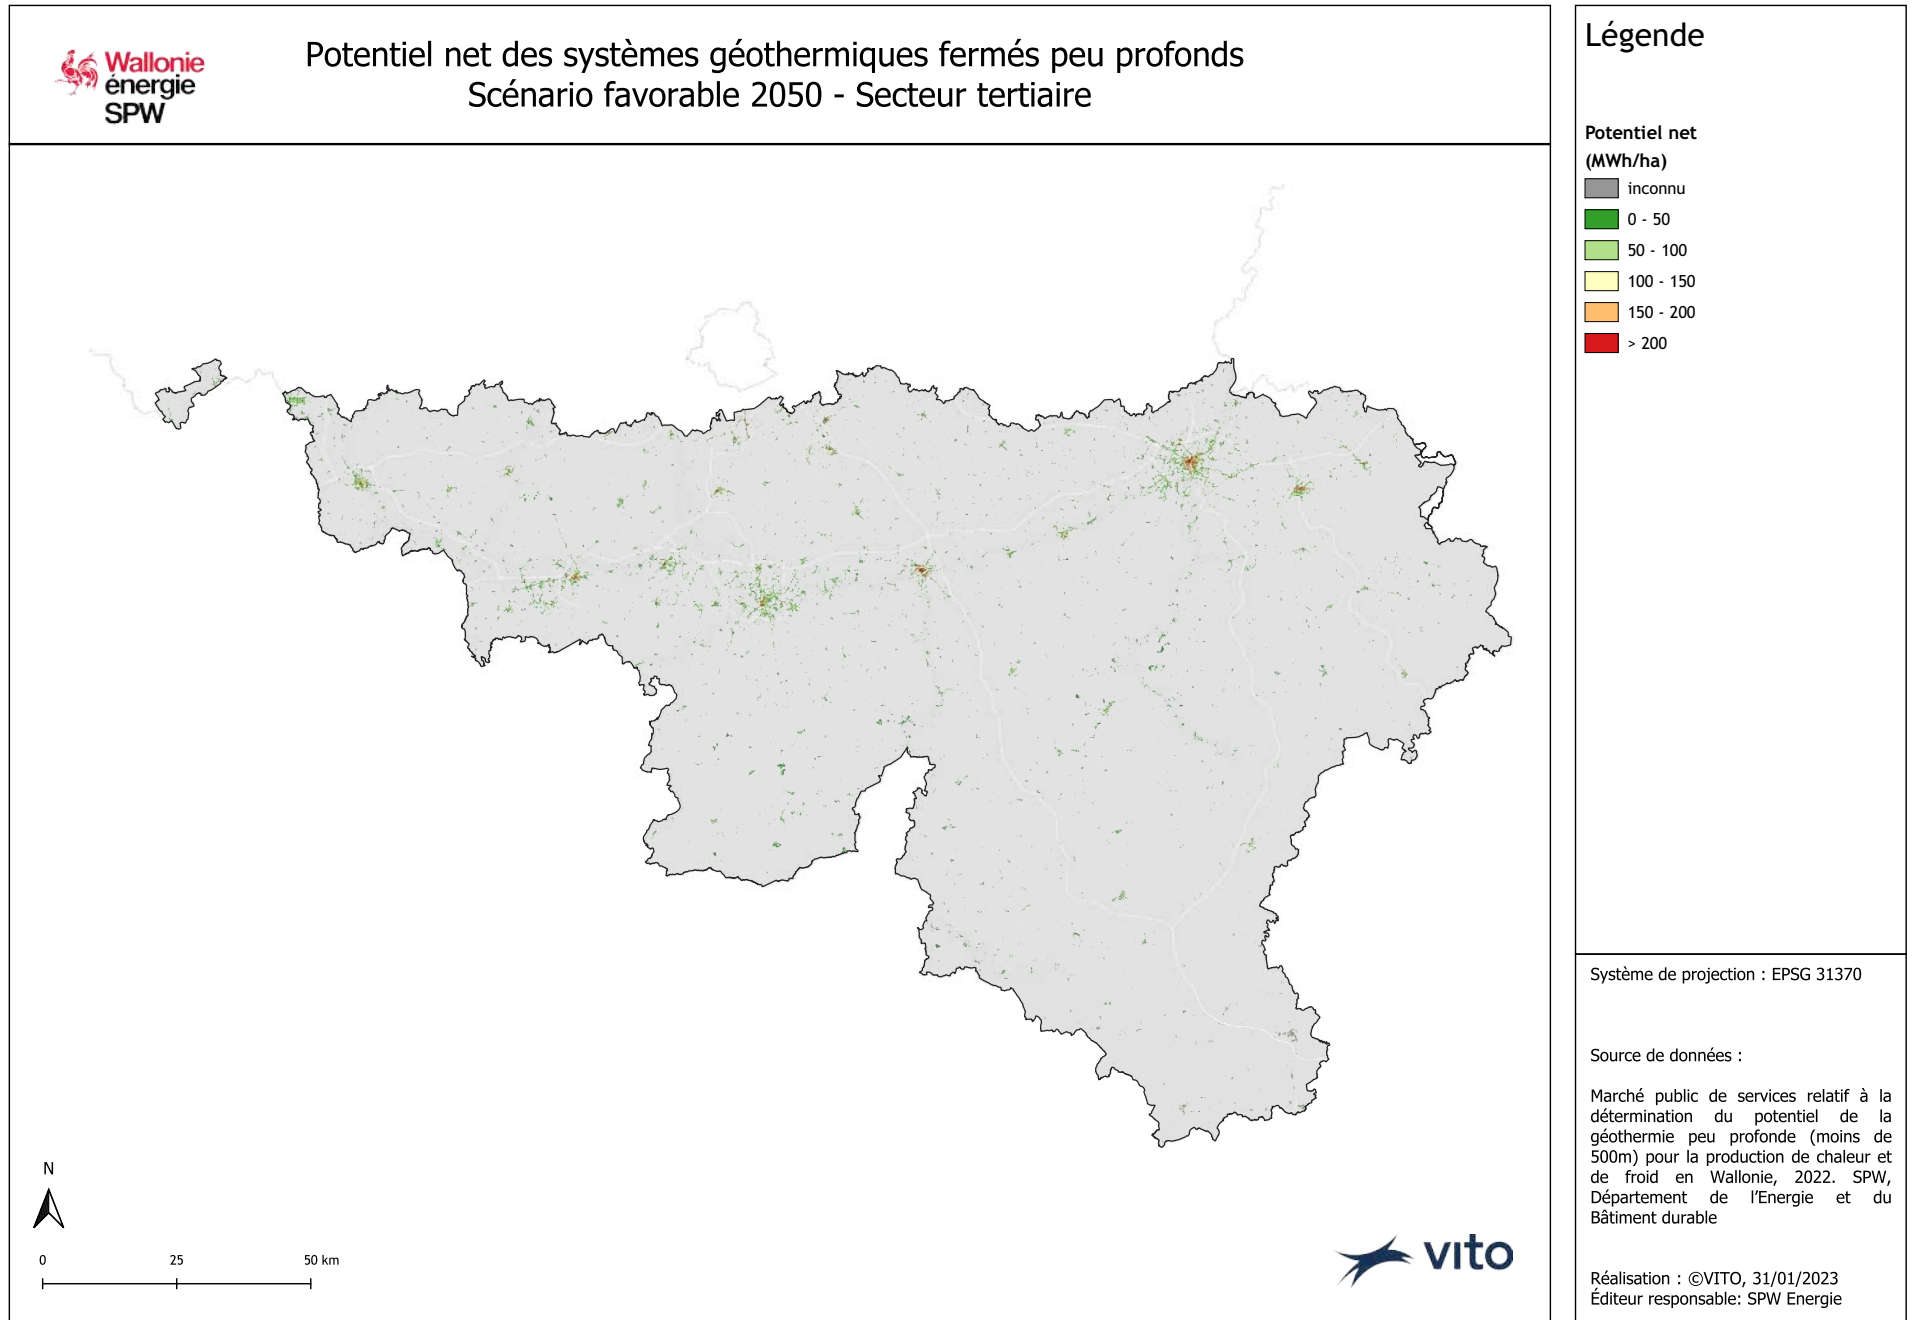 Wallonie
énergie
SPW
Potentiel net des systèmes géothermiques fermés peu profonds
Scénario favorable 2050 - Secteur tertiaire
Légende
Potentiel net
(MWh/ha)
inconnu
0 - 50
50 - 100
100 - 150
150 - 200
> 200
N
0 25 50 km
vito
Système de projection : EPSG 31370
Source de données :
Marché public de services relatif à la
détermination du potentiel de la
géothermie peu profonde (moins de
500m) pour la production de chaleur et
de froid en Wallonie, 2022. SPW,
Département de l'Energie et du
Bâtiment durable
Réalisation : ©VITO, 31/01/2023
Éditeur responsable: SPW Energie